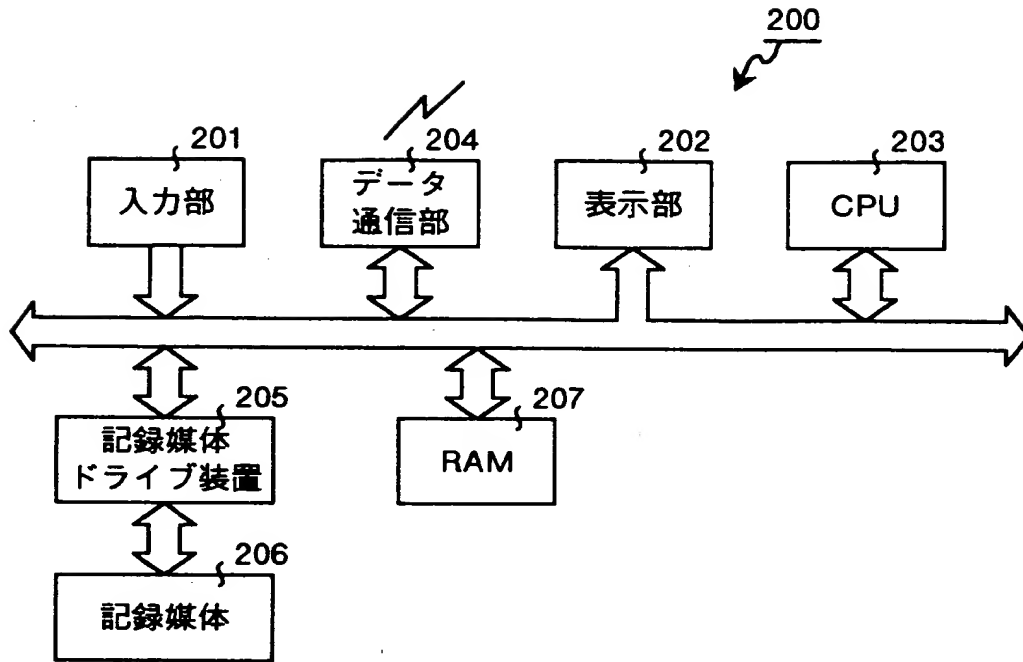 200
201
入力部
204
データ
通信部
202
表示部
203
CPU
205
記録媒体
ドライブ装置
207
RAM
206
記録媒体